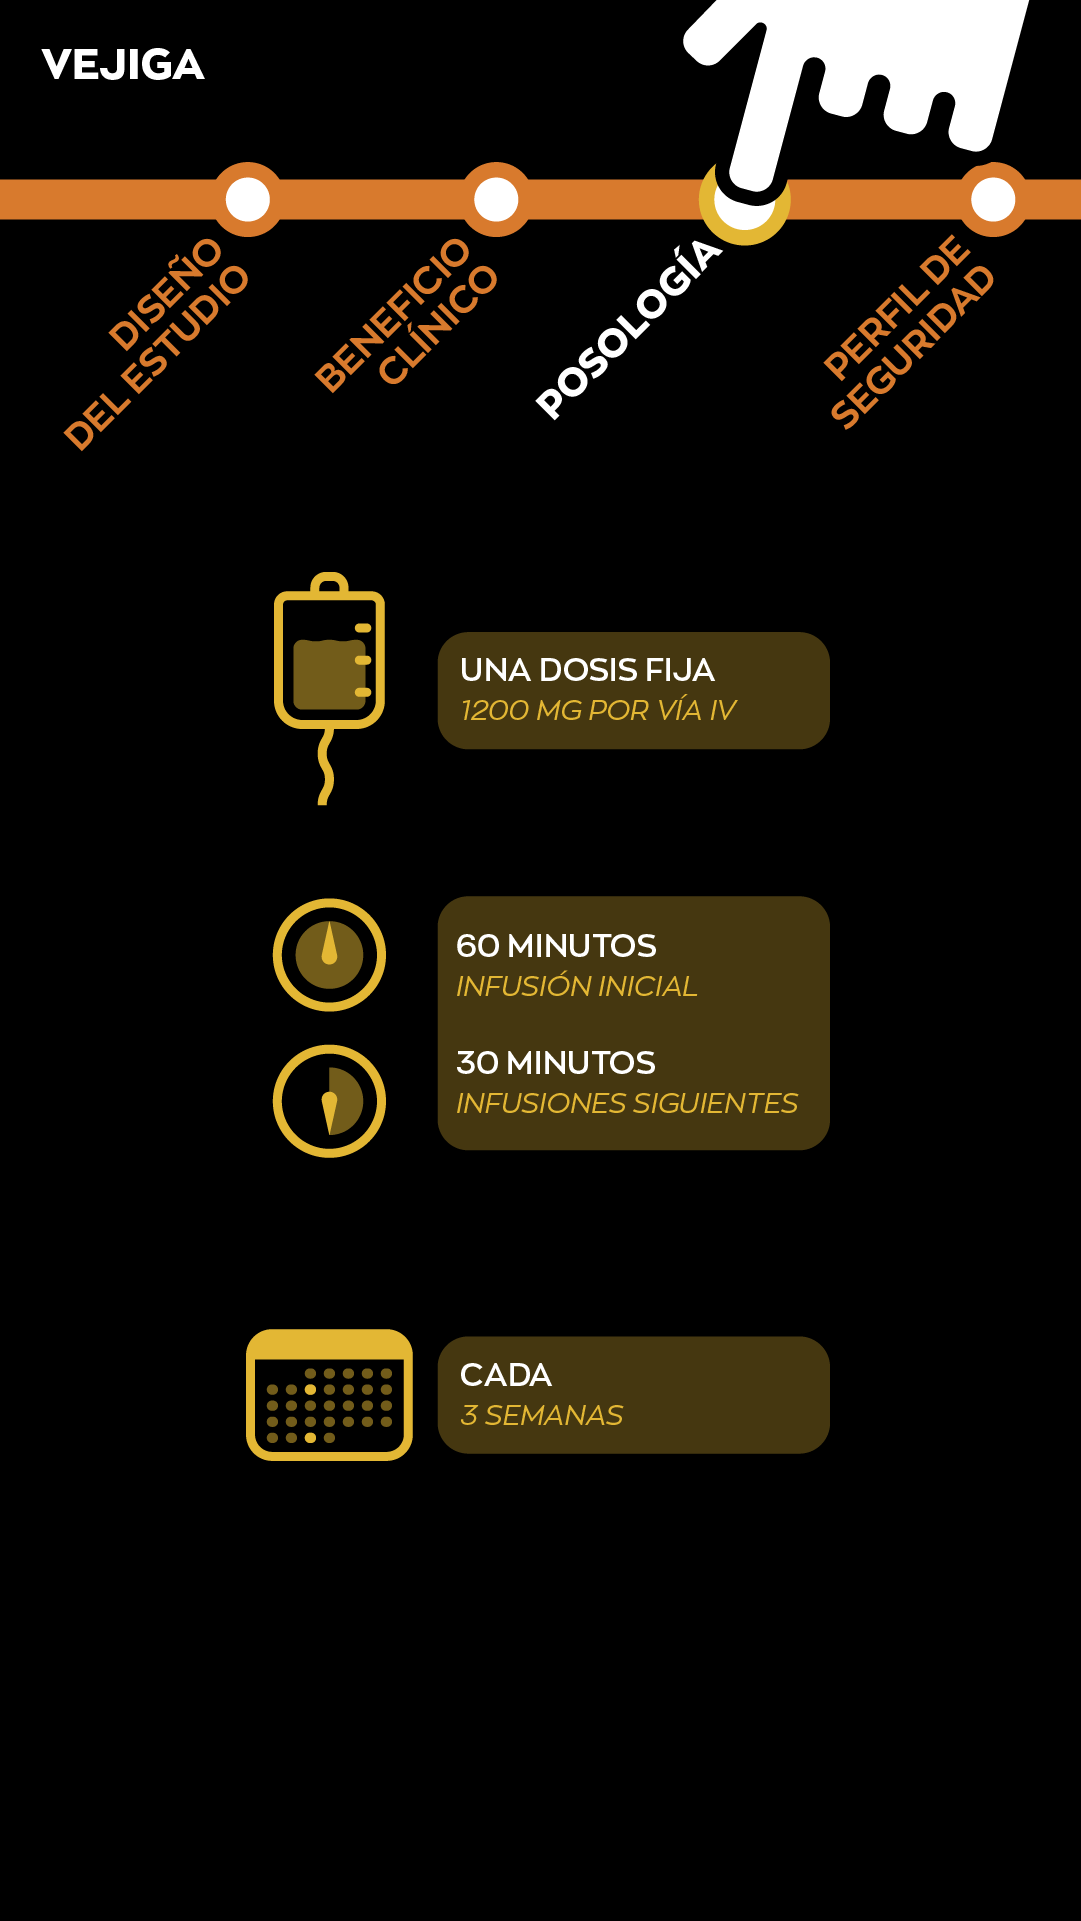 VEJIGA
DISEÑO
DEL ESTUDIO
BENEFICIO
CLÍNICO
POSOLOGÍA
PERFIL DE
SEGURIDAD
UNA DOSIS FIJA
1200 MG POR VÍA IV
60 MINUTOS
INFUSIÓN INICIAL
30 MINUTOS
INFUSIONES SIGUIENTES
CADA
3 SEMANAS